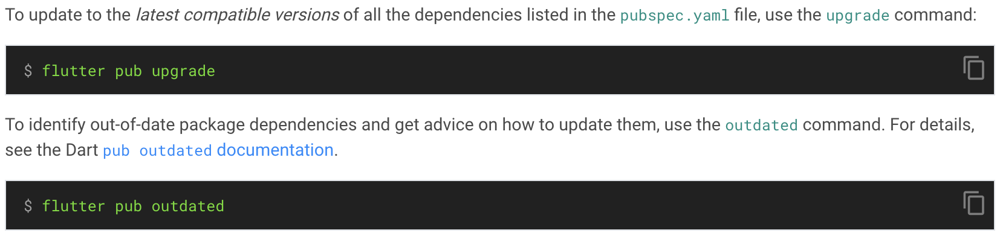 To update to the latest compatible versions of all the dependencies listed in the pubspec.yaml file, use the upgrade command:
$ flutter pub upgrade
To identify out-of-date package dependencies and get advice on how to update them, use the outdated command. For details,
see the Dart pub outdated documentation.
$ flutter pub outdated